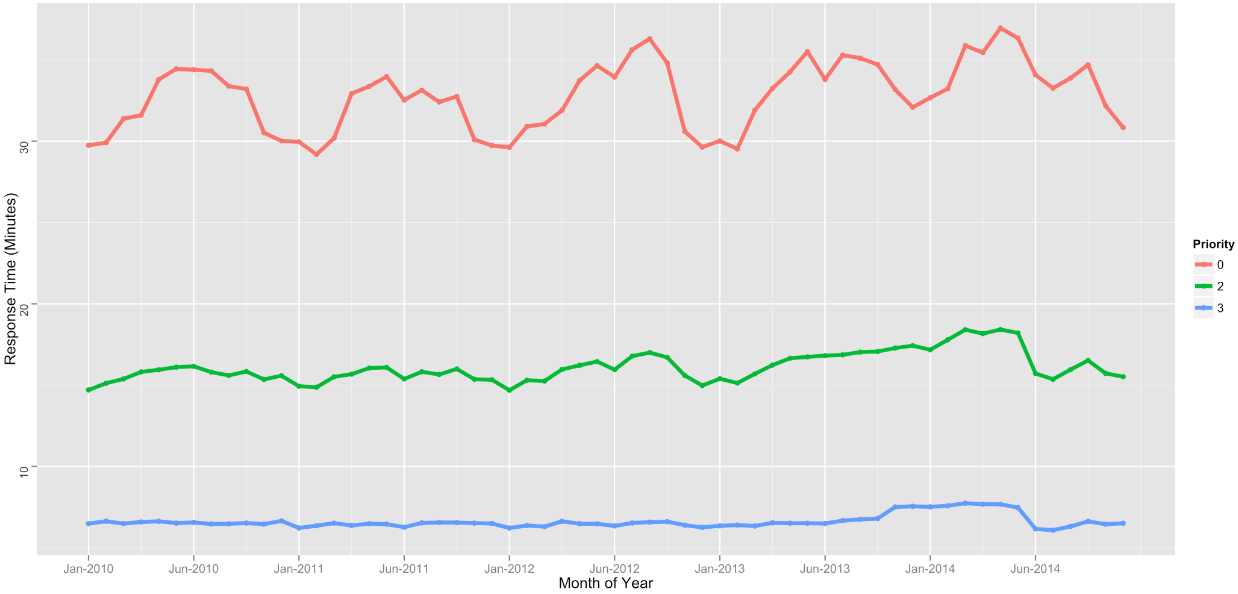 Response Time (Minutes)
30
20
10
Jan-2010 Jun-2010 Jan-2011 Jun-2011 Jan-2012 Jun-2012 Jan-2013 Jun-2013 Jan-2014 Jun-2014
Month of Year
Priority
0
2
3